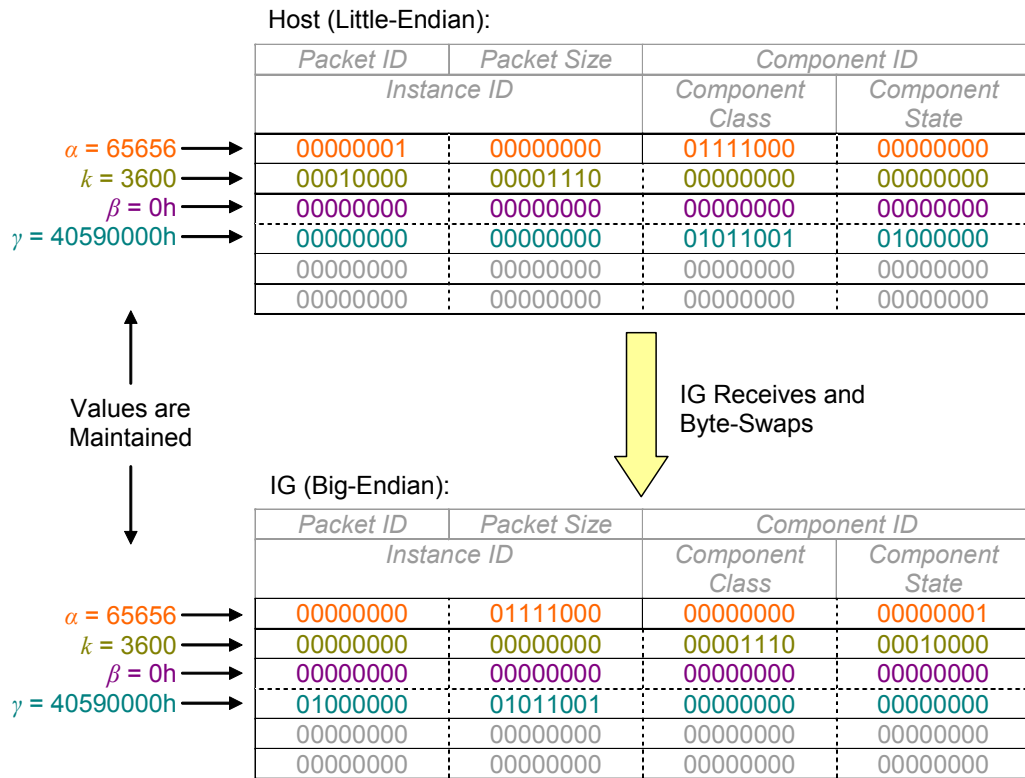 Host (Little-Endian):
Packet ID Packet Size Component ID
Instance ID Component Class Component State
α = 65656 00000001 00000000 01111000 00000000
k = 3600 00010000 00001110 00000000 00000000
β = 0h 00000000 00000000 00000000 00000000
γ = 40590000h 00000000 00000000 01011001 01000000
00000000 00000000 00000000 00000000
00000000 00000000 00000000 00000000
Values are
Maintained
IG Receives and
Byte-Swaps
IG (Big-Endian):
Packet ID Packet Size Component ID
Instance ID Component Class Component State
α = 65656 00000000 01111000 00000000 00000001
k = 3600 00000000 00000000 00001110 00010000
β = 0h 00000000 00000000 00000000 00000000
γ = 40590000h 01000000 01011001 00000000 00000000
00000000 00000000 00000000 00000000
00000000 00000000 00000000 00000000